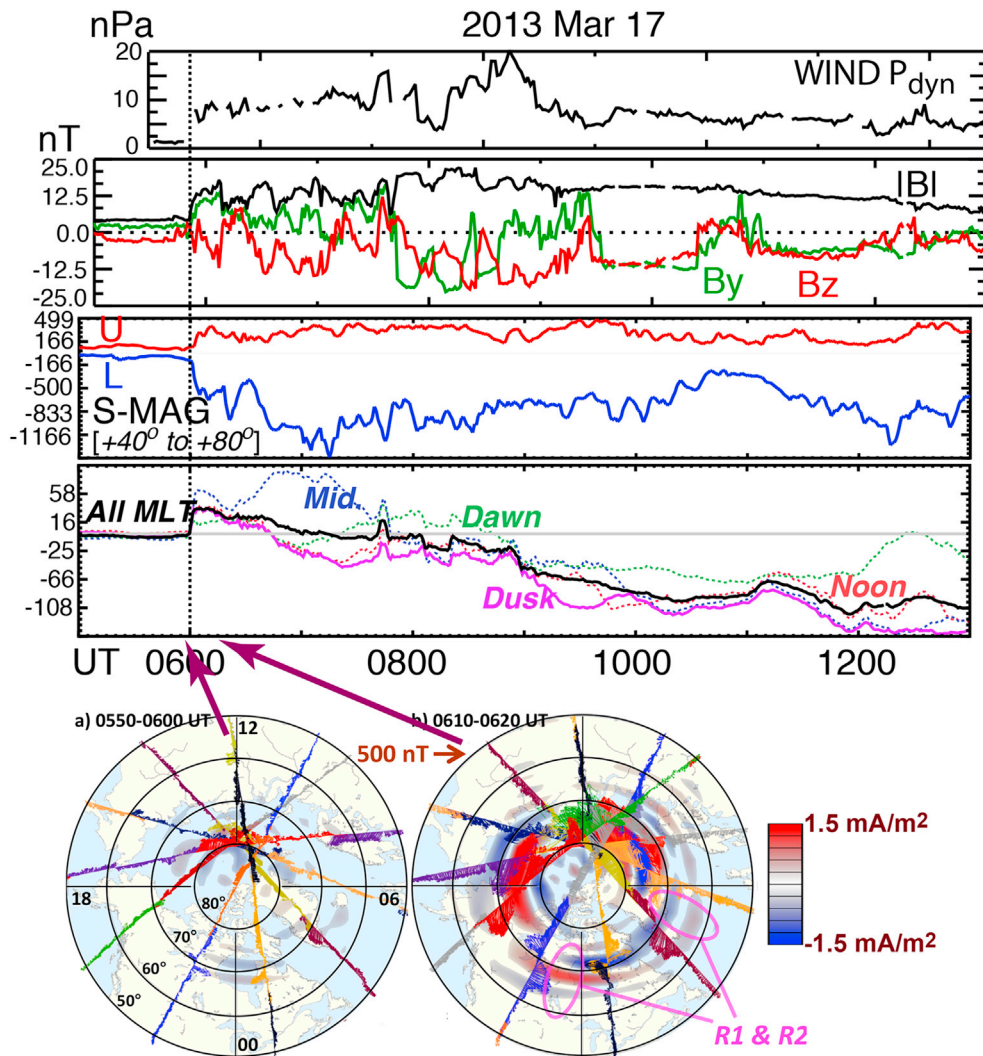 nPa 2013 Mar 17
20
10
0
WIND Pdyn
nT
25.0
12.5
0.0
-12.5
-25.0
IBI
By Bz
499
166
-166
-500
-833
-1166
U
L
S-MAG
[+40° to +80°]
58
16
-25
-66
-108
All MLT
Mid
Dawn
Dusk
Noon
UT 0600 0800 1000 1200
a) 0550-0600 UT
12
18
06
00
80°
70°
60°
50°
b) 0610-0620 UT
500 nT
1.5 mA/m²
-1.5 mA/m²
R1 & R2